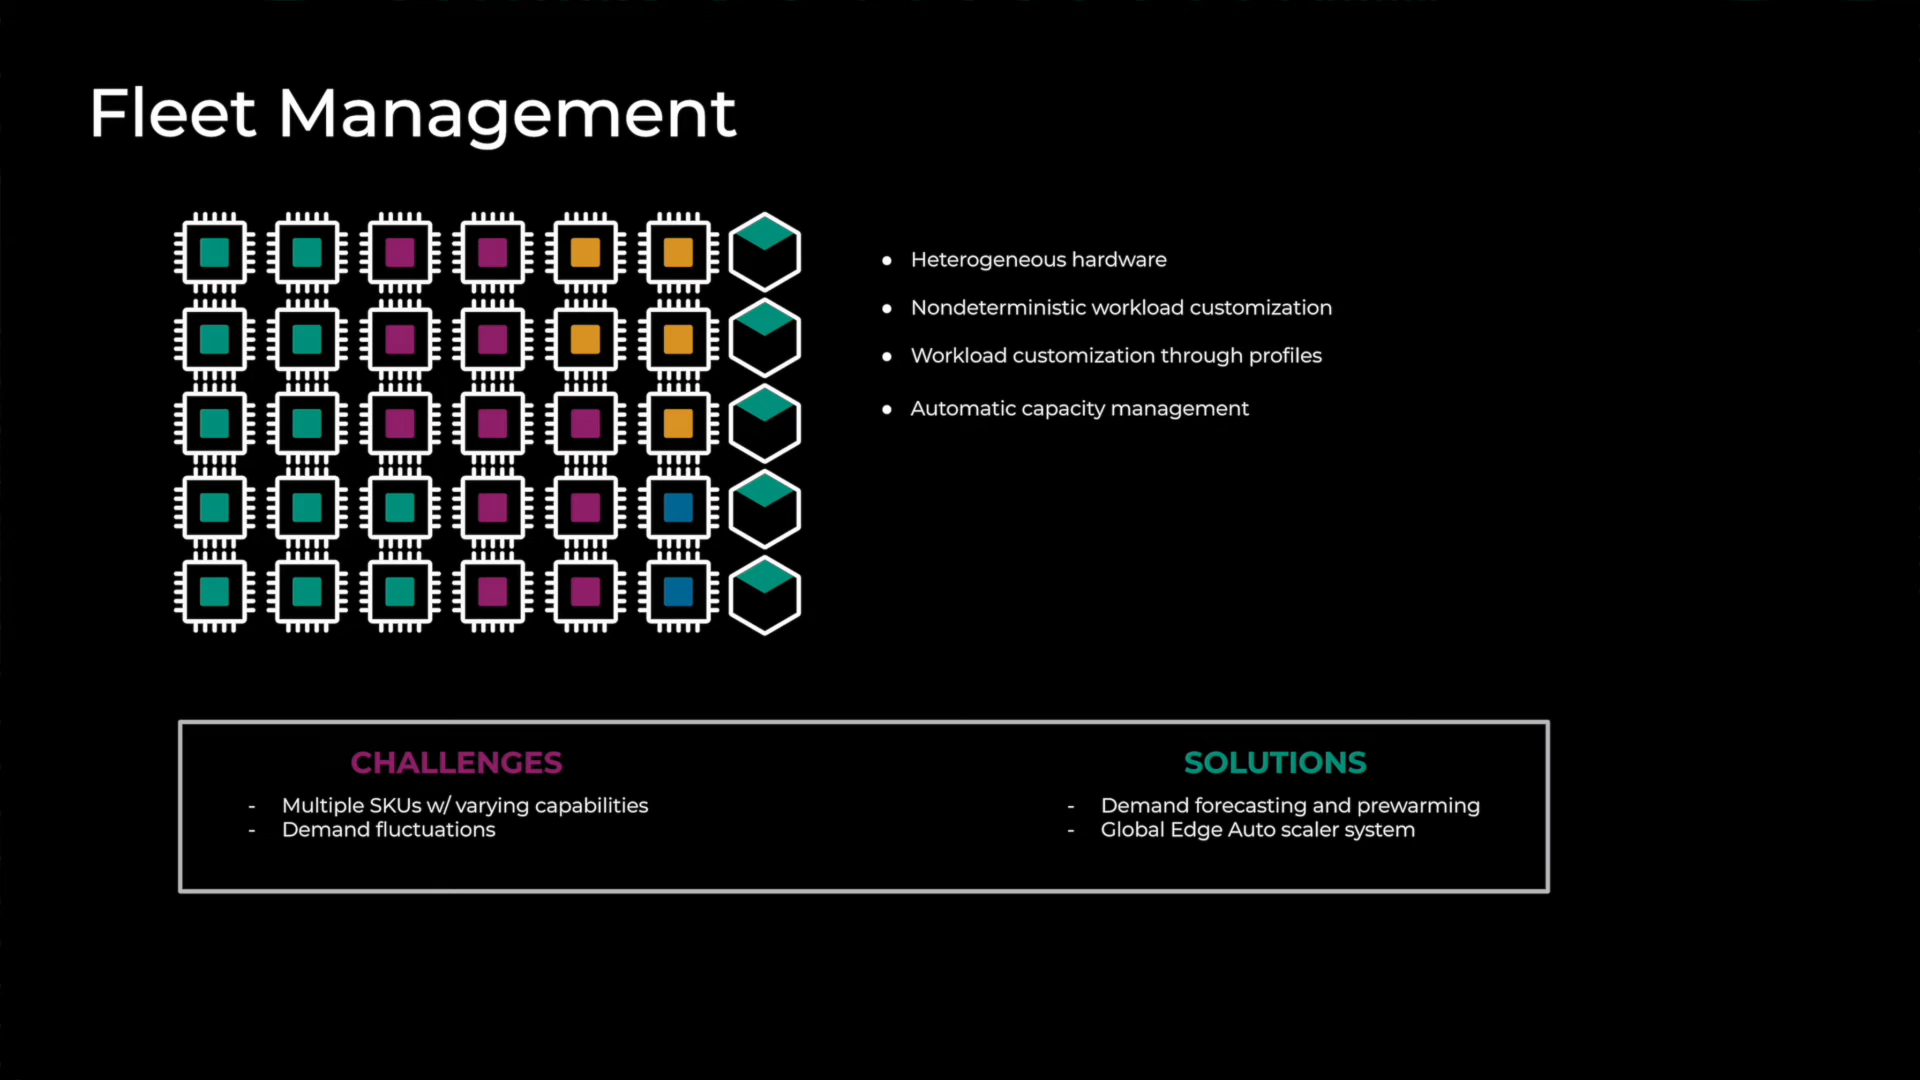 Fleet Management
● Heterogeneous hardware
● Nondeterministic workload customization
● Workload customization through profiles
● Automatic capacity management
CHALLENGES
- Multiple SKUs w/ varying capabilities
- Demand fluctuations
SOLUTIONS
- Demand forecasting and prewarming
- Global Edge Auto scaler system